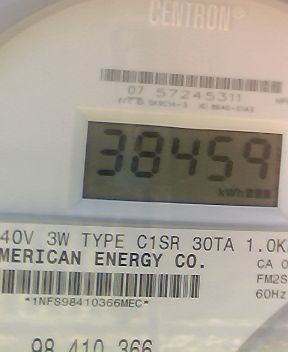 CENTRON®
07 57245311
38459
kWh
40V 3W TYPE C1SR 30TA 1.0K
MERICAN ENERGY CO.
CA 0
FM2S
*1NFS98410366MEC*
60Hz
98 410 366